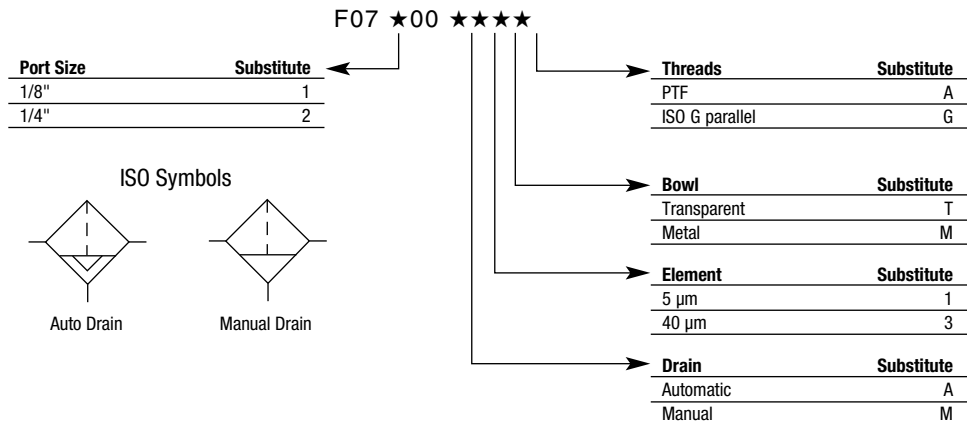 F07 ★00 ★★★★
Port Size Substitute
1/8" 1
1/4" 2
ISO Symbols
Auto Drain
Manual Drain
Threads Substitute
PTF A
ISO G parallel G
Bowl Substitute
Transparent T
Metal M
Element Substitute
5 µm 1
40 µm 3
Drain Substitute
Automatic A
Manual M